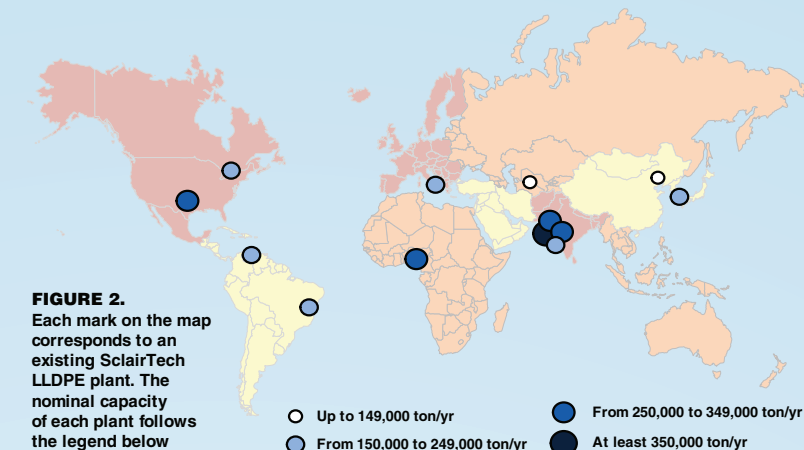 FIGURE 2.
Each mark on the map
corresponds to an
existing SclairTech
LLDPE plant. The
nominal capacity
of each plant follows
the legend below
Up to 149,000 ton/yr
From 150,000 to 249,000 ton/yr
From 250,000 to 349,000 ton/yr
At least 350,000 ton/yr